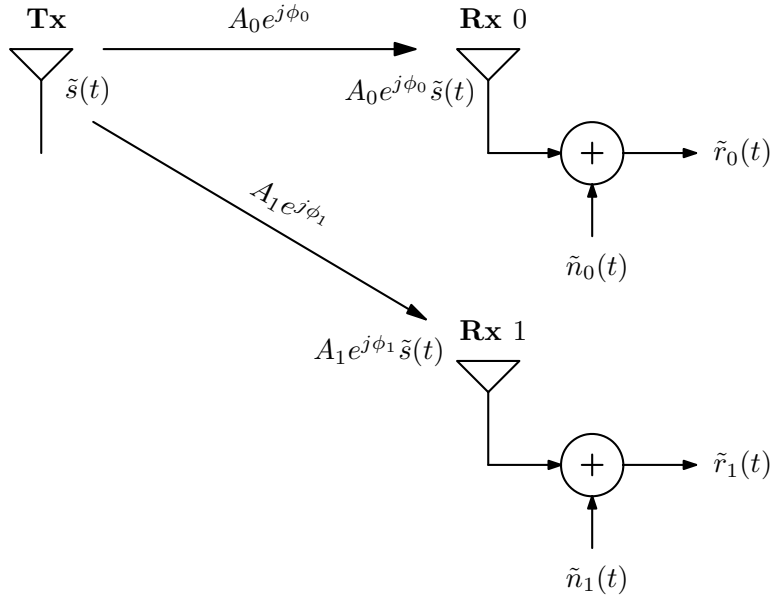 Tx
A_0e^{jϕ_0}
Rx 0
s̃(t)
A_0e^{jϕ_0}s̃(t)
r̃_0(t)
A_1e^{jϕ_1}
ñ_0(t)
Rx 1
A_1e^{jϕ_1}s̃(t)
r̃_1(t)
ñ_1(t)